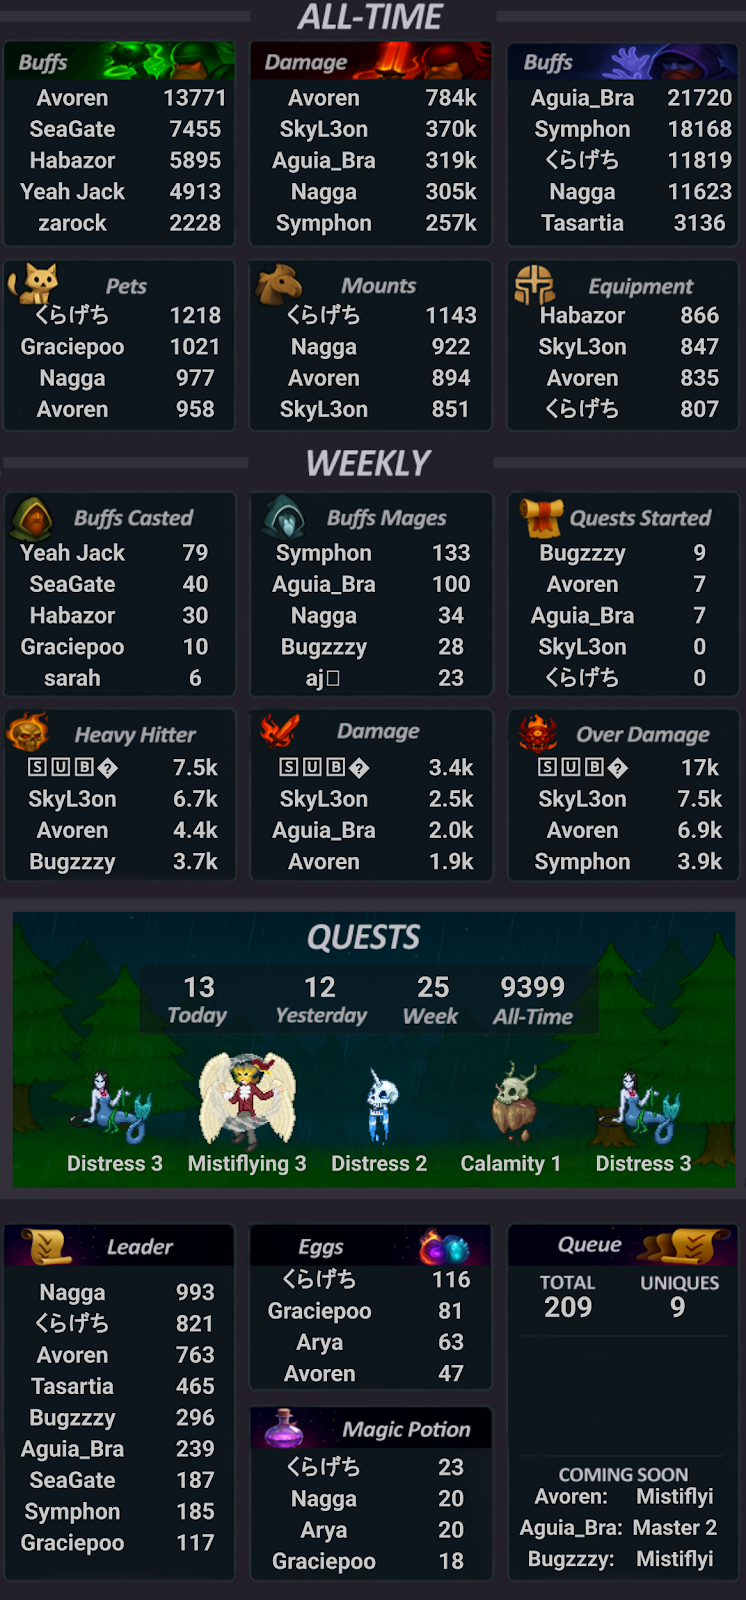 ALL-TIME
Buffs
Avoren 13771
SeaGate 7455
Habazor 5895
Yeah Jack 4913
zarock 2228
Damage
Avoren 784k
SkyL3on 370k
Aguia_Bra 319k
Nagga 305k
Symphon 257k
Buffs
Aguia_Bra 21720
Symphon 18168
くらげち 11819
Nagga 11623
Tasartia 3136
Pets
くらげち 1218
Graciepoo 1021
Nagga 977
Avoren 958
Mounts
くらげち 1143
Nagga 922
Avoren 894
SkyL3on 851
Equipment
Habazor 866
SkyL3on 847
Avoren 835
くらげち 807
WEEKLY
Buffs Casted
Yeah Jack 79
SeaGate 40
Habazor 30
Graciepoo 10
sarah 6
Buffs Mages
Symphon 133
Aguia_Bra 100
Nagga 34
Bugzzzy 28
aj 23
Quests Started
Bugzzzy 9
Avoren 7
Aguia_Bra 7
SkyL3on 0
くらげち 0
Heavy Hitter
🅂🅄🄱� 7.5k
SkyL3on 6.7k
Avoren 4.4k
Bugzzzy 3.7k
Damage
🅂🅄🄱� 3.4k
SkyL3on 2.5k
Aguia_Bra 2.0k
Avoren 1.9k
Over Damage
🅂🅄🄱� 17k
SkyL3on 7.5k
Avoren 6.9k
Symphon 3.9k
QUESTS
13 12 25 9399
Today Yesterday Week All-Time
Distress 3 Mistiflying 3 Distress 2 Calamity 1 Distress 3
Leader
Nagga 993
くらげち 821
Avoren 763
Tasartia 465
Bugzzzy 296
Aguia_Bra 239
SeaGate 187
Symphon 185
Graciepoo 117
Eggs
くらげち 116
Graciepoo 81
Arya 63
Avoren 47
Magic Potion
くらげち 23
Nagga 20
Arya 20
Graciepoo 18
Queue
TOTAL UNIQUES
209 9
COMING SOON
Avoren: Mistiflyi
Aguia_Bra: Master 2
Bugzzzy: Mistiflyi